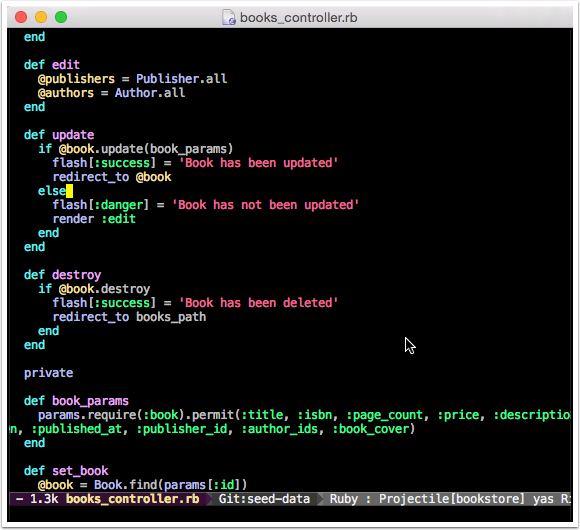 books_controller.rb
end
def edit
@publishers = Publisher.all
@authors = Author.all
end
def update
if @book.update(book_params)
flash[:success] = 'Book has been updated'
redirect_to @book
else
flash[:danger] = 'Book has not been updated'
render :edit
end
end
def destroy
if @book.destroy
flash[:success] = 'Book has been deleted'
redirect_to books_path
end
end
private
def book_params
params.require(:book).permit(:title, :isbn, :page_count, :price, :descriptio
n, :published_at, :publisher_id, :author_ids, :book_cover)
end
def set_book
@book = Book.find(params[:id])
- 1.3k books_controller.rb Git:seed-data Ruby : Projectile[bookstore] yas Ri